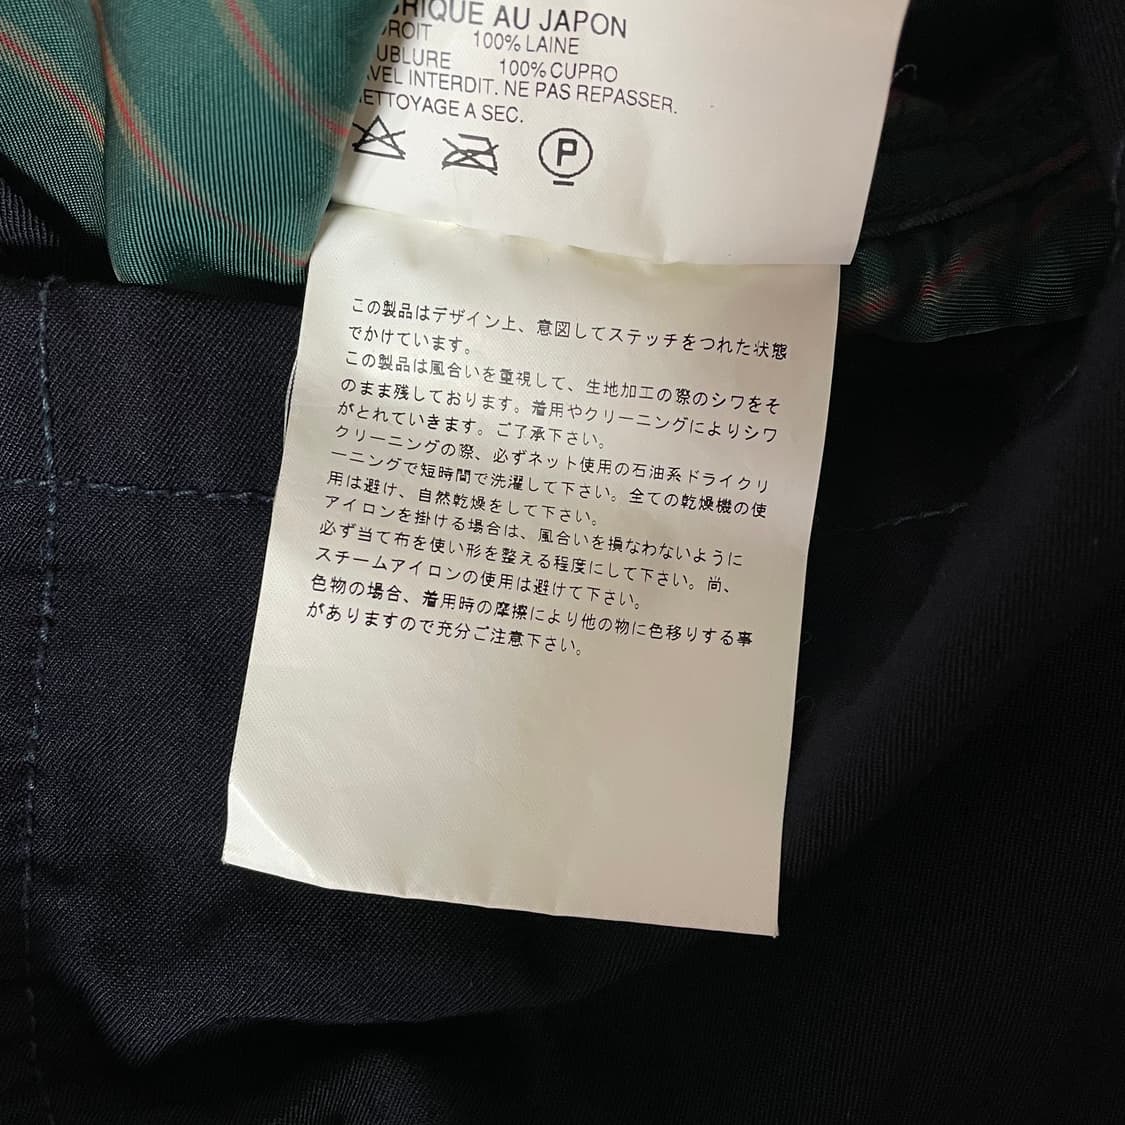 RIQUE AU JAPON
ROIT 100% LAINE
UBLURE 100% CUPRO
VEL INTERDIT. NE PAS REPASSER.
ETTOYAGE A SEC.
P
この製品はデザイン上、意図してステッチをつれた状態
でかけています。
この製品は風合いを重視して、生地加工の際のシワをそ
のまま残しております。着用やクリーニングによりシワ
がとれていきます。ご了承下さい。
クリーニングの際、必ずネット使用の石油系ドライクリ
ーニングで短時間で洗濯して下さい。全ての乾燥機の使
用は避け、自然乾燥をして下さい。
アイロンを掛ける場合は、風合いを損なわないように
必ず当て布を使い形を整える程度にして下さい。尚、
スチームアイロンの使用は避けて下さい。
色物の場合、着用時の摩擦により他の物に色移りする事
がありますので充分ご注意下さい。